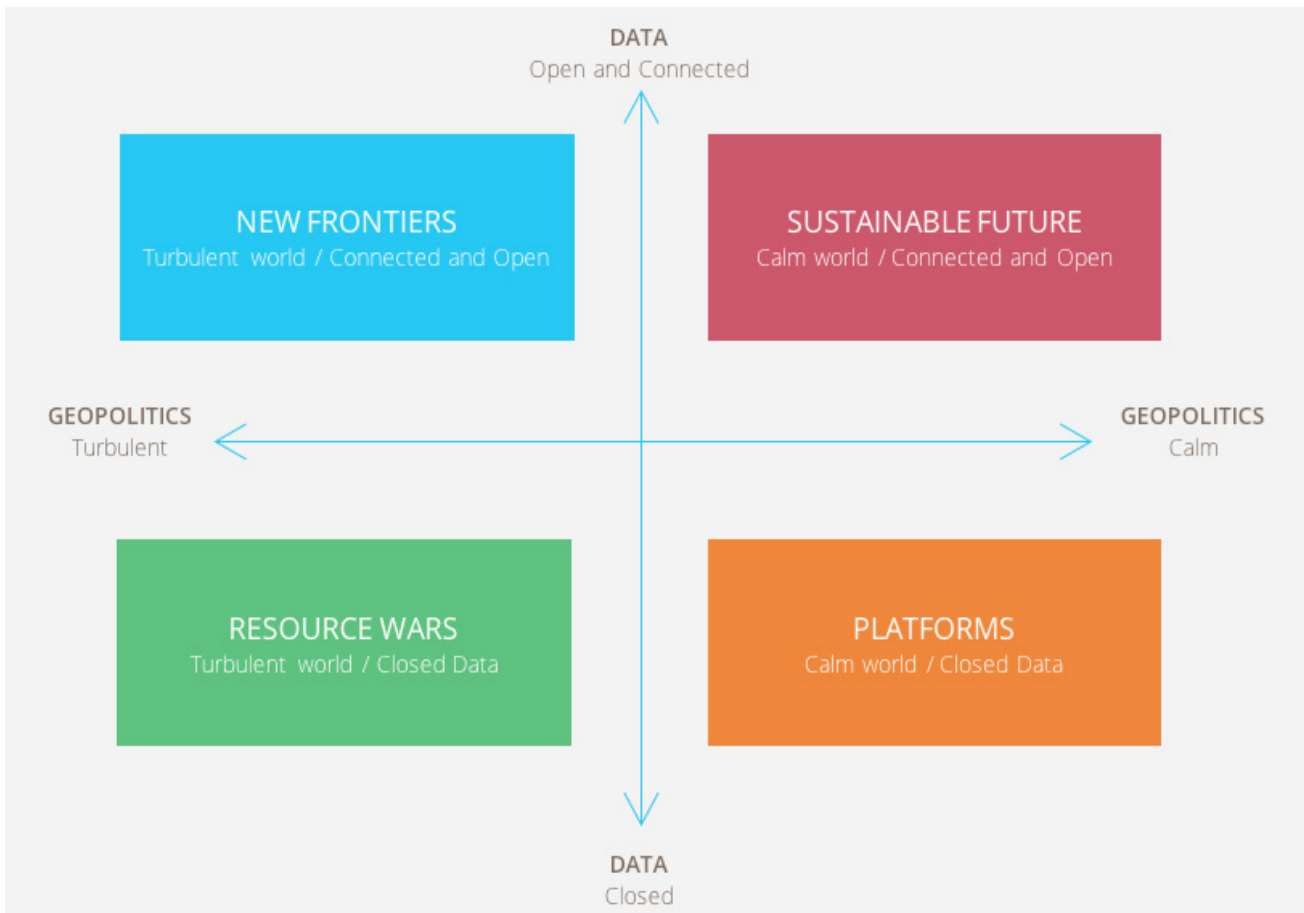 DATA
Open and Connected
NEW FRONTIERS
Turbulent world / Connected and Open
SUSTAINABLE FUTURE
Calm world / Connected and Open
GEOPOLITICS
Turbulent
GEOPOLITICS
Calm
RESOURCE WARS
Turbulent world / Closed Data
PLATFORMS
Calm world / Closed Data
DATA
Closed